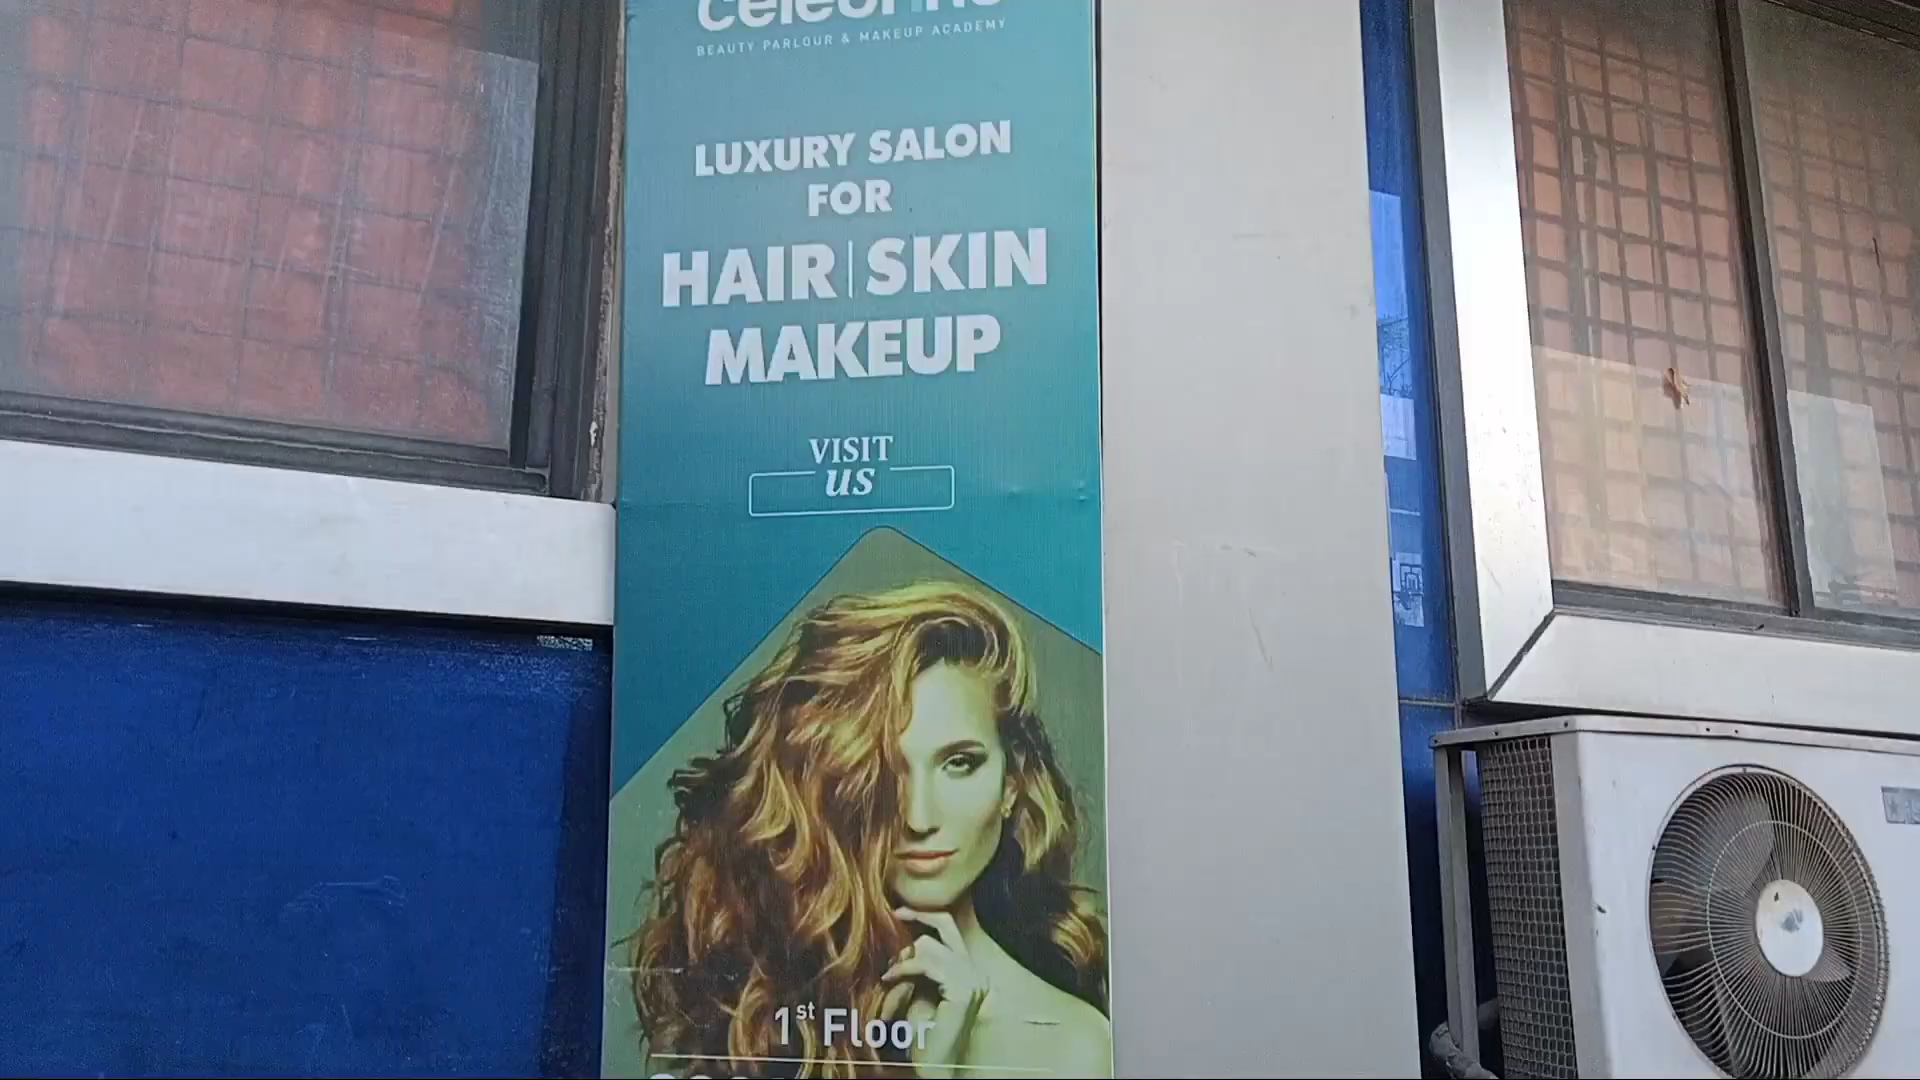 BEAUTY PARLOUR & MAKEUP ACADEMY
LUXURY SALON
FOR
HAIR|SKIN
MAKEUP
VISIT
us
1st Floor